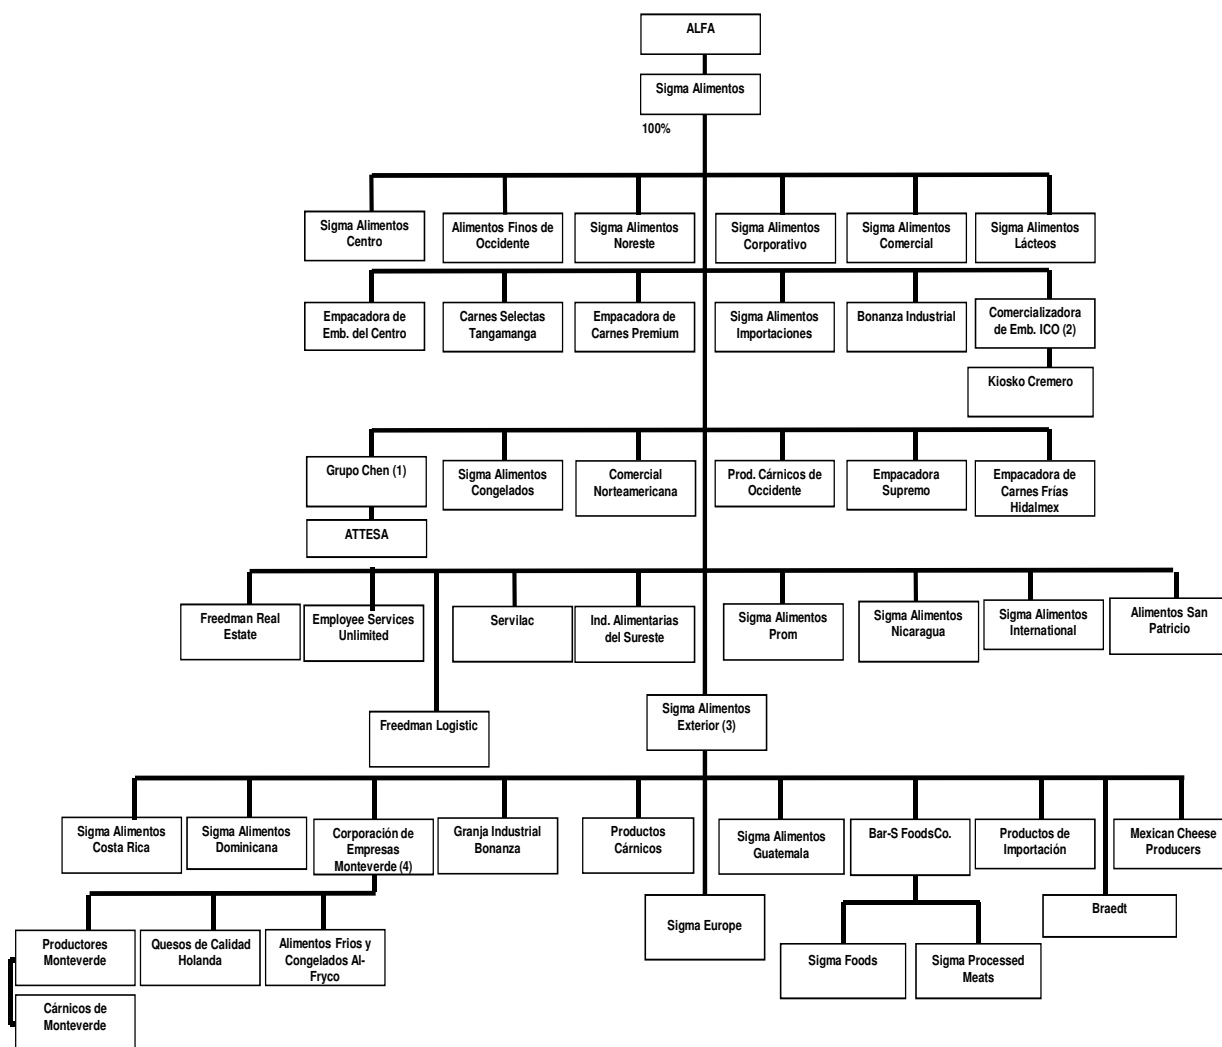 ALFA
Sigma Alimentos
100%
Sigma Alimentos
Centro
Alimentos Finos de
Occidente
Sigma Alimentos
Noreste
Sigma Alimentos
Corporativo
Sigma Alimentos
Comercial
Sigma Alimentos
Lácteos
Empacadora de
Emb. del Centro
Carnes Selectas
Tangamanga
Empacadora de
Carnes Premium
Sigma Alimentos
Importaciones
Bonanza Industrial
Comercializadora
de Emb. ICO (2)
Kiosko Cremero
Grupo Chen (1)
Sigma Alimentos
Congelados
Comercial
Norteamericana
Prod. Cárnicos de
Occidente
Empacadora
Supremo
Empacadora de
Carnes Frías
Hidalmex
ATTESA
Freedman Real
Estate
Employee Services
Unlimited
Servilac
Ind. Alimentarias
del Sureste
Sigma Alimentos
Prom
Sigma Alimentos
Nicaragua
Sigma Alimentos
International
Alimentos San
Patricio
Freedman Logistic
Sigma Alimentos
Exterior (3)
Sigma Alimentos
Costa Rica
Sigma Alimentos
Dominicana
Corporación de
Empresas
Monteverde (4)
Granja Industrial
Bonanza
Productos
Cárnicos
Sigma Alimentos
Guatemala
Bar-S FoodsCo.
Productos de
Importación
Mexican Cheese
Producers
Braedt
Sigma Europe
Productores
Monteverde
Quesos de Calidad
Holanda
Alimentos Frios y
Congelados Al-
Fryco
Sigma Foods
Sigma Processed
Meats
Cárnicos de
Monteverde